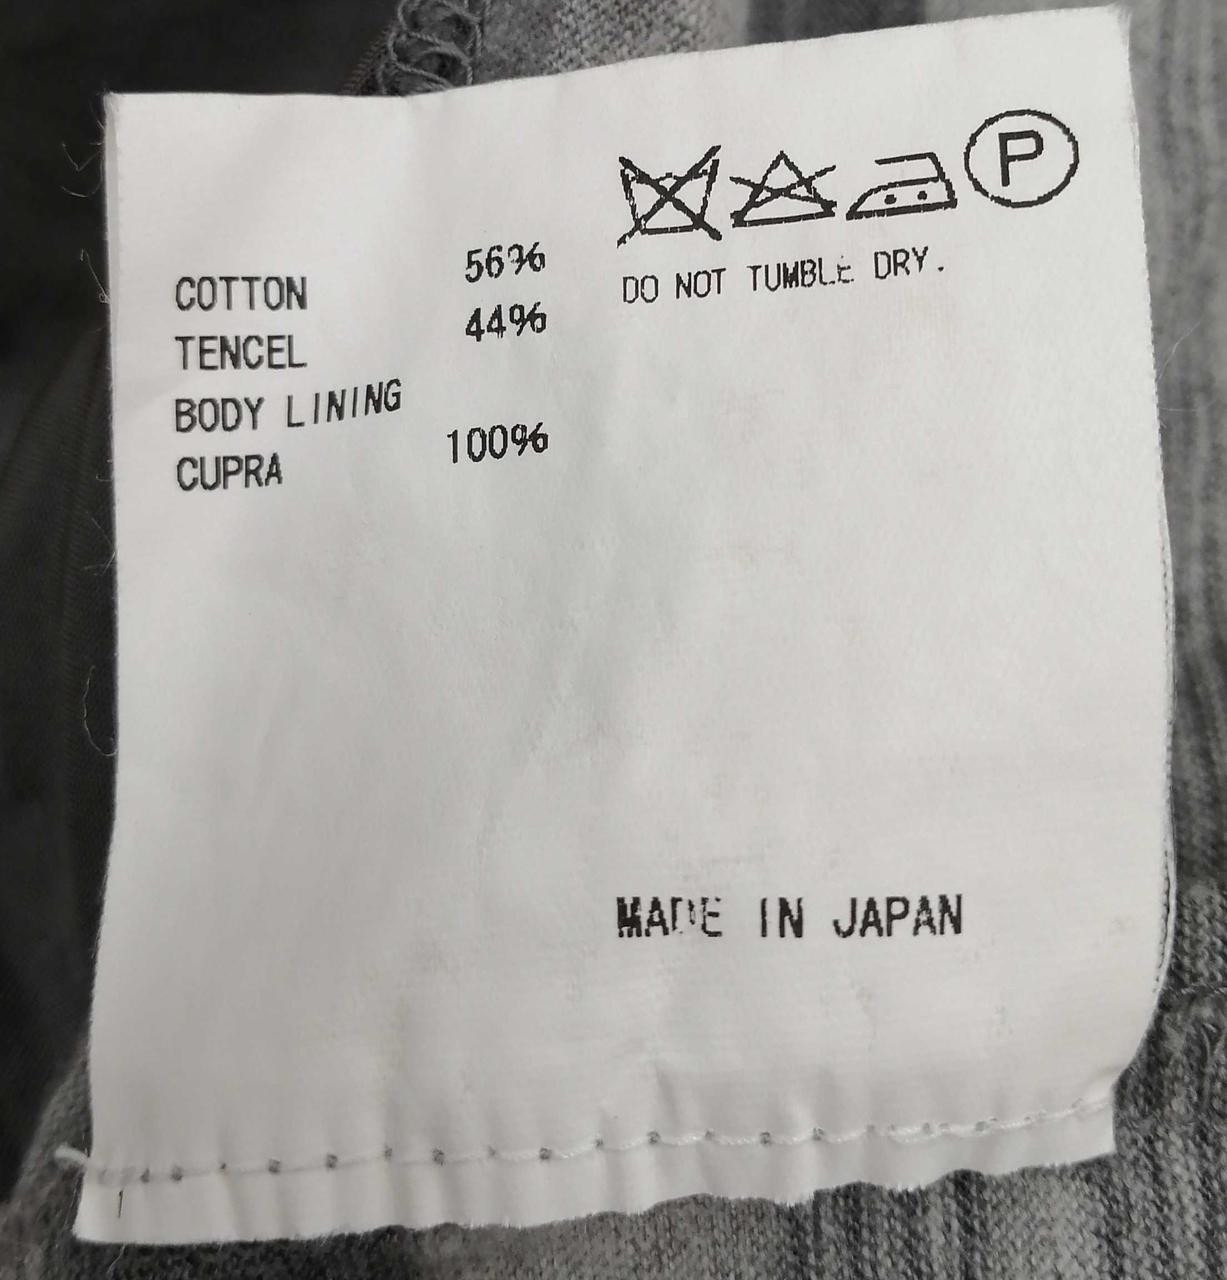 COTTON 56%
TENCEL 44%
BODY LINING
CUPRA 100%
P
DO NOT TUMBLE DRY.
MADE IN JAPAN